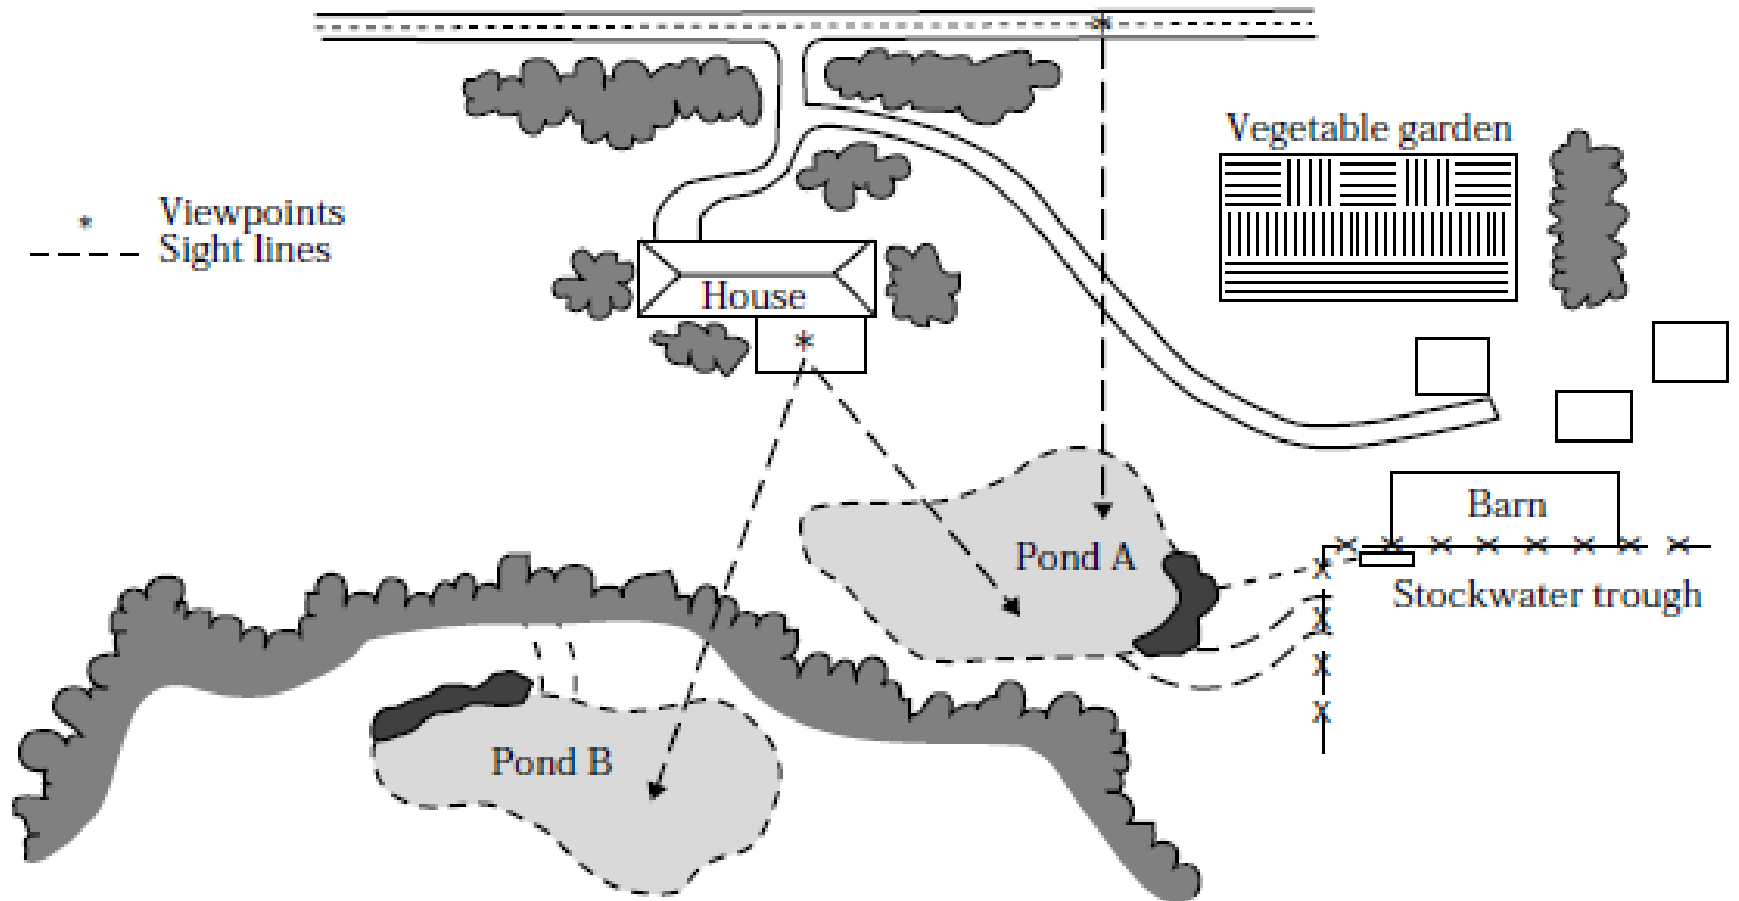 Vegetable garden
* Viewpoints
Sight lines
House
*
Barn
Pond A
Stockwater trough
Pond B